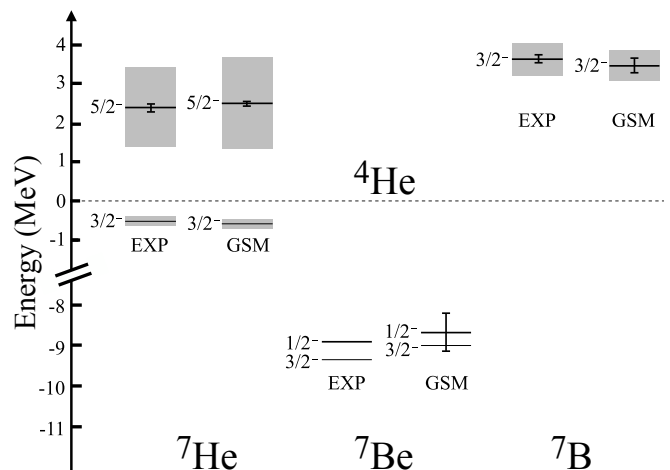 4
3/2⁻
3/2⁻
3
5/2⁻
5/2⁻
EXP
GSM
2
1
⁴He
0
3/2⁻
3/2⁻
-1
EXP
GSM
Energy (MeV)
-8
1/2⁻
1/2⁻
-9
3/2⁻
3/2⁻
-10
EXP
GSM
-11
⁷He
⁷Be
⁷B